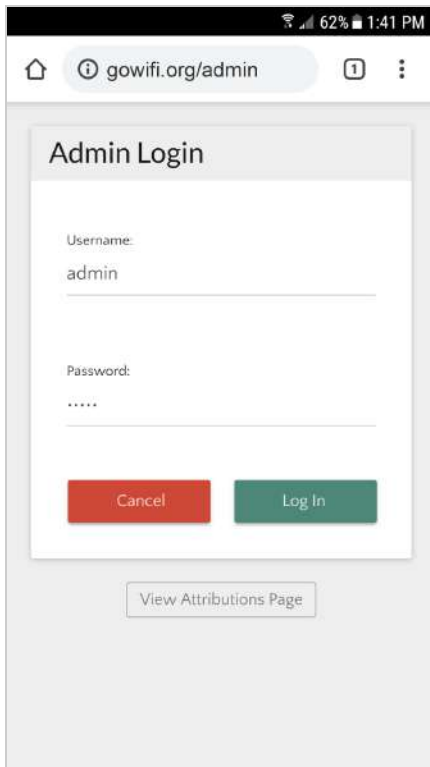 62% 1:41 PM
gowifi.org/admin 1
Admin Login
Username:
admin
Password:
.....
Cancel Log In
View Attributions Page